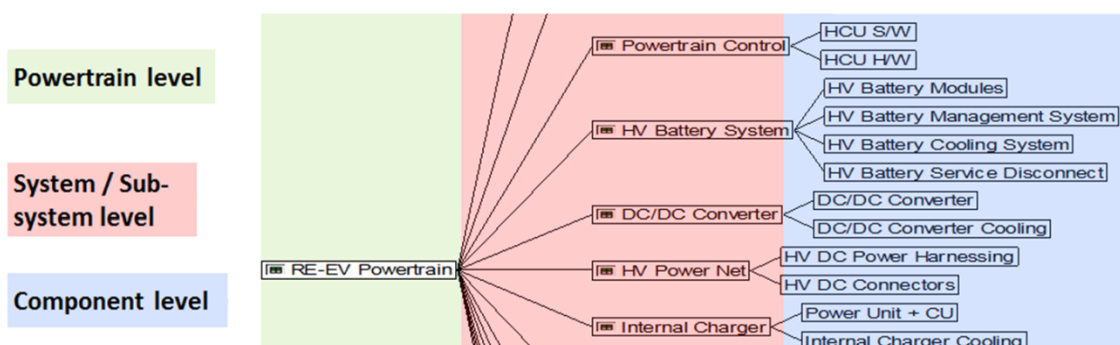 Powertrain level
System / Sub-
system level
Component level
RE-EV Powertrain
Powertrain Control
HCU S/W
HCU H/W
HV Battery System
HV Battery Modules
HV Battery Management System
HV Battery Cooling System
HV Battery Service Disconnect
DC/DC Converter
DC/DC Converter
DC/DC Converter Cooling
HV Power Net
HV DC Power Harnessing
HV DC Connectors
Internal Charger
Power Unit + CU
Internal Charger Cooling